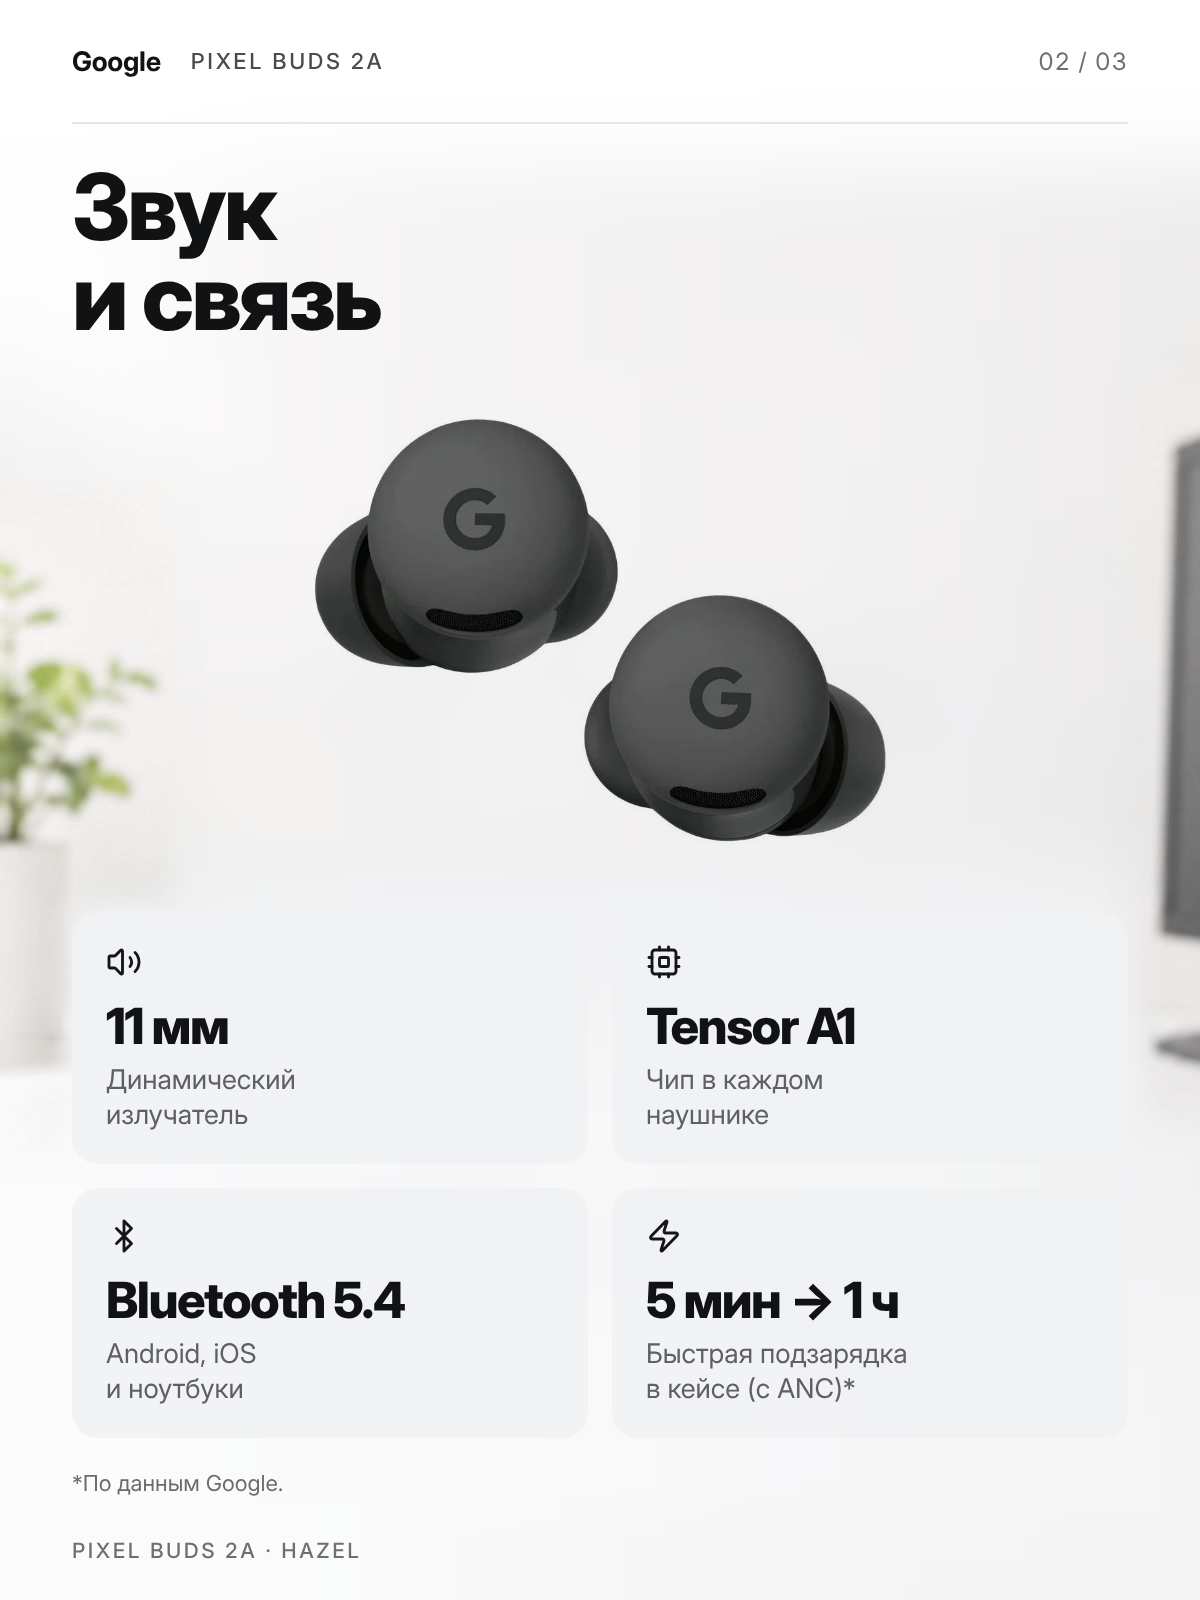 Google PIXEL BUDS 2A 02 / 03
Звук
и связь
G
G
11 мм
Динамический
излучатель
Tensor A1
Чип в каждом
наушнике
Bluetooth 5.4
Android, iOS
и ноутбуки
5 мин → 1 ч
Быстрая подзарядка
в кейсе (с ANC)*
*По данным Google.
PIXEL BUDS 2A · HAZEL